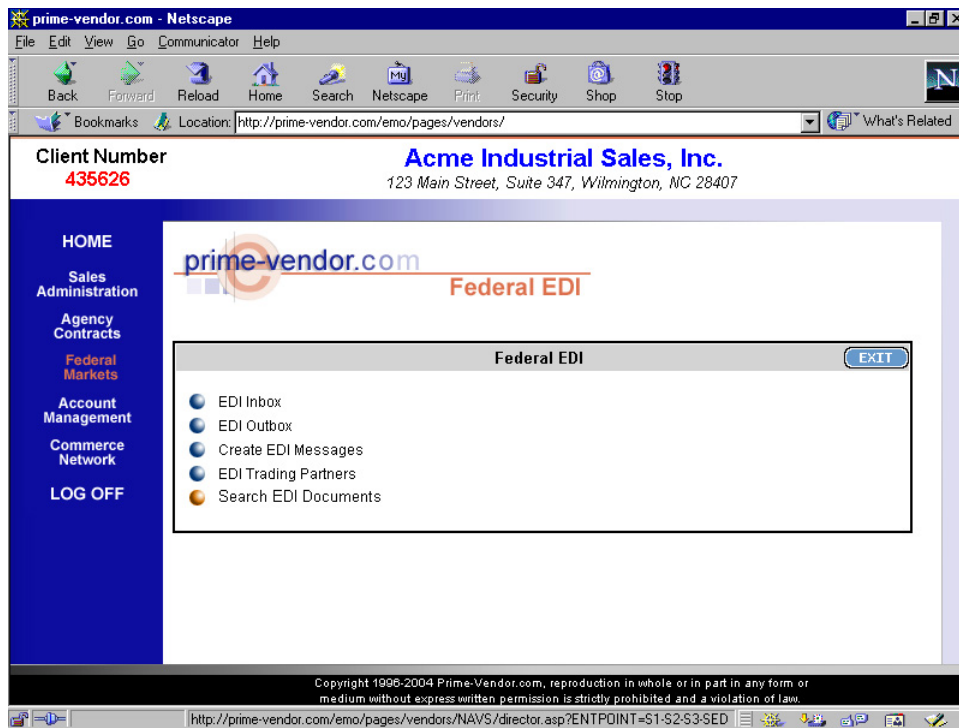 prime-vendor.com - Netscape
File Edit View Go Communicator Help
Back Forward Reload Home Search Netscape Print Security Shop Stop
My
N
Bookmarks Location: http://prime-vendor.com/emo/pages/vendors/ What's Related
Client Number
435626
Acme Industrial Sales, Inc.
123 Main Street, Suite 347, Wilmington, NC 28407
HOME
Sales
Administration
Agency
Contracts
Federal
Markets
Account
Management
Commerce
Network
LOG OFF
prime-vendor.com
e
Federal EDI
Federal EDI
EXIT
EDI Inbox
EDI Outbox
Create EDI Messages
EDI Trading Partners
Search EDI Documents
Copyright 1996-2004 Prime-Vendor.com, reproduction in whole or in part in any form or
medium without express written permission is strictly prohibited and a violation of law.
http://prime-vendor.com/emo/pages/vendors/NAVS/director.asp?ENTPOINT=S1-S2-S3-SED